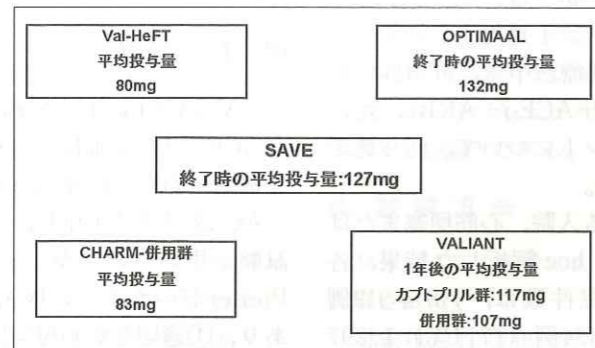 Val-HeFT
平均投与量
80mg
OPTIMAAL
終了時の平均投与量
132mg
SAVE
終了時の平均投与量:127mg
CHARM-併用群
平均投与量
83mg
VALIANT
1年後の平均投与量
カプトプリル群:117mg
併用群:107mg